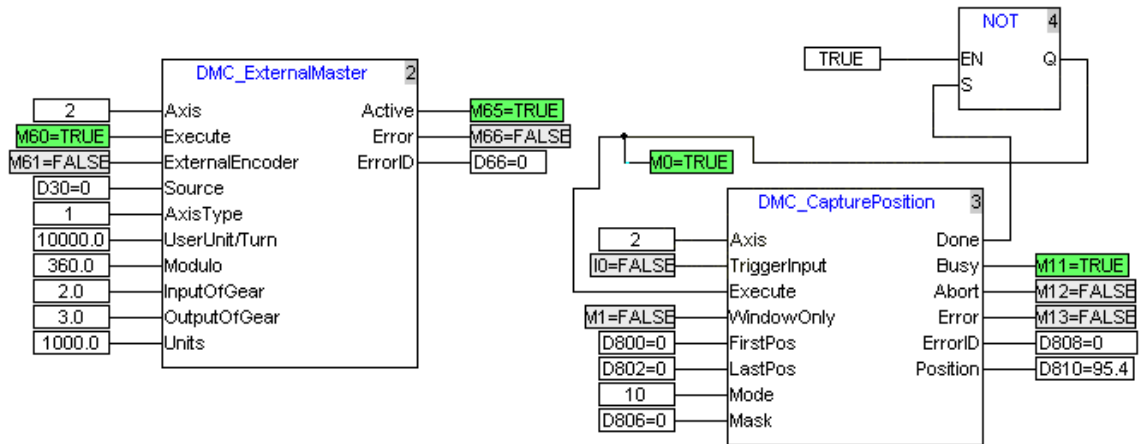 NOT 4
TRUE EN Q
S
DMC_ExternalMaster 2
2 Axis Active M65=TRUE
M60=TRUE Execute Error M66=FALSE
M61=FALSE ExternalEncoder ErrorID D66=0
D30=0 Source
1 AxisType
10000.0 UserUnit/Turn
360.0 Modulo
2.0 InputOfGear
3.0 OutputOfGear
1000.0 Units
M0=TRUE
DMC_CapturePosition 3
2 Axis Done
I0=FALSE TriggerInput Busy M11=TRUE
Execute Abort M12=FALSE
M1=FALSE WindowOnly Error M13=FALSE
D800=0 FirstPos ErrorID D808=0
D802=0 LastPos Position D810=95.4
10 Mode
D806=0 Mask